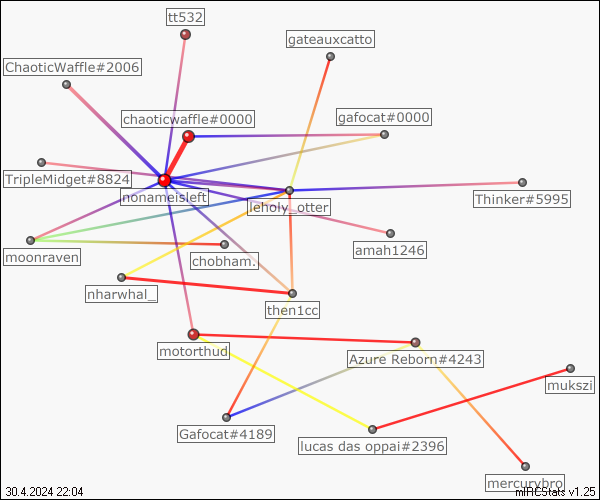 tt532
gateauxcatto
ChaoticWaffle#2006
chaoticwaffle#0000
gafocat#0000
TripleMidget#8824
nonameisleft
leholy_otter
Thinker#5995
moonraven
chobham.
amah1246
nharwhal_
then1cc
motorthud
Azure Reborn#4243
mukszi
Gafocat#4189
lucas das oppai#2396
mercurybro
30.4.2024 22:04
mIRCStats v1.25